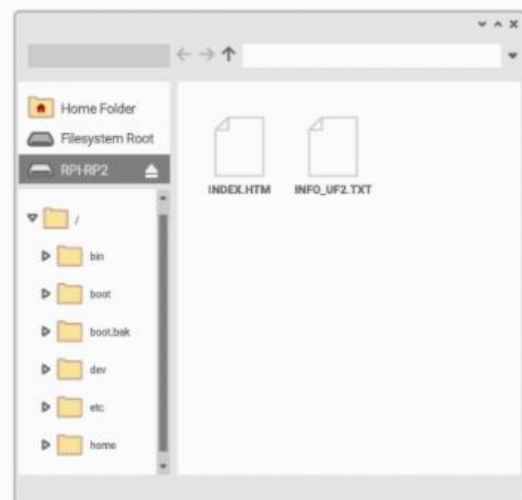 Home Folder
Filesystem Root
RPI-RP2
/
bin
boot
boot.bak
dev
etc
home
INDEX.HTM
INFO_UF2.TXT